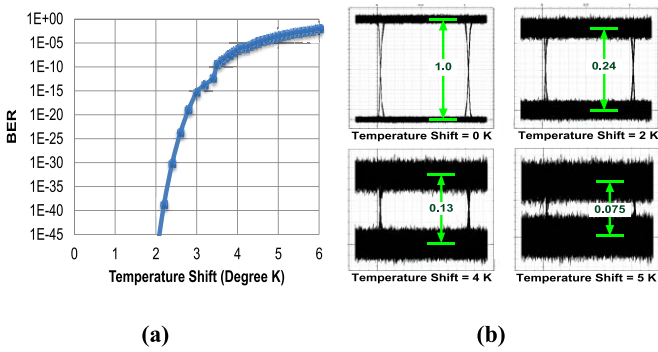 (a)
1E+00
1E-05
1E-10
1E-15
1E-20
1E-25
1E-30
1E-35
1E-40
1E-45
BER
0 1 2 3 4 5 6
Temperature Shift (Degree K)
1.0
Temperature Shift = 0 K
0.24
Temperature Shift = 2 K
0.13
Temperature Shift = 4 K
0.075
Temperature Shift = 5 K
(a)
(b)